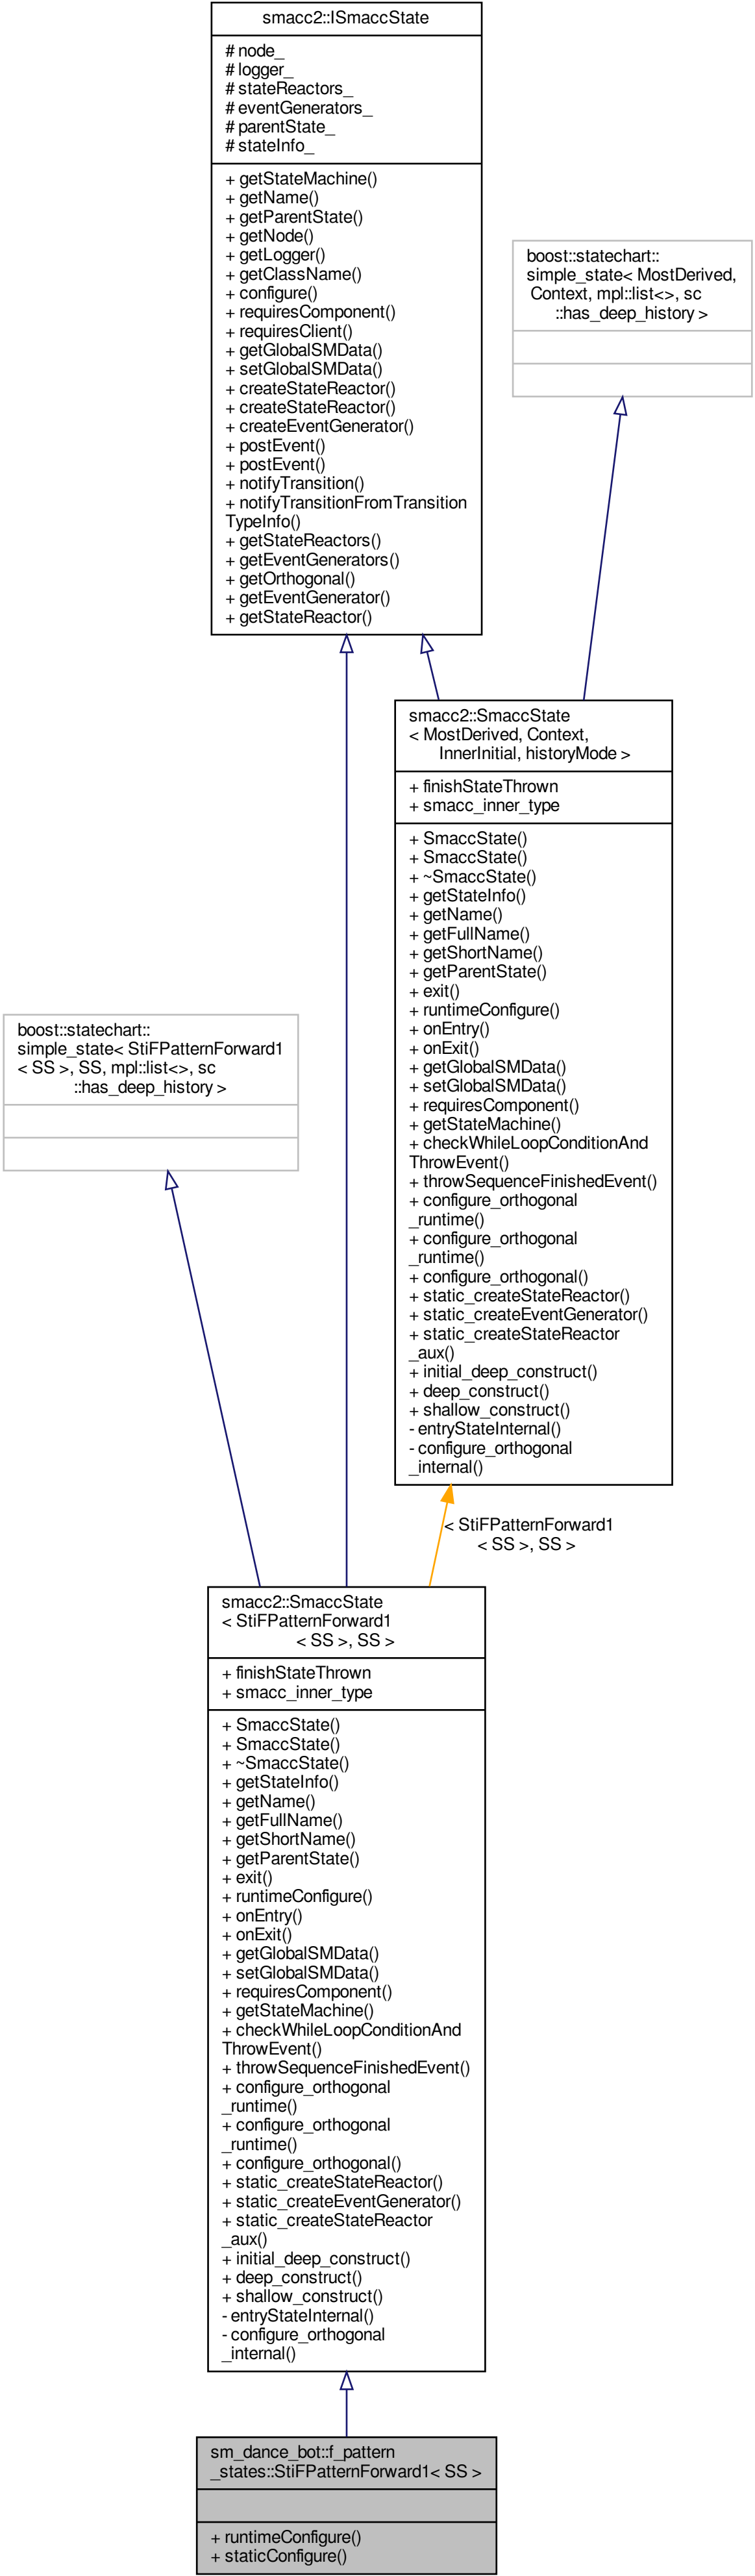 smacc2::ISmaccState
# node_
# logger_
# stateReactors_
# eventGenerators_
# parentState_
# stateInfo_
+ getStateMachine()
+ getName()
+ getParentState()
+ getNode()
+ getLogger()
+ getClassName()
+ configure()
+ requiresComponent()
+ requiresClient()
+ getGlobalSMData()
+ setGlobalSMData()
+ createStateReactor()
+ createStateReactor()
+ createEventGenerator()
+ postEvent()
+ postEvent()
+ notifyTransition()
+ notifyTransitionFromTransition
TypeInfo()
+ getStateReactors()
+ getEventGenerators()
+ getOrthogonal()
+ getEventGenerator()
+ getStateReactor()
boost::statechart::
simple_state< MostDerived,
Context, mpl::list<>, sc
::has_deep_history >
smacc2::SmaccState
< MostDerived, Context,
InnerInitial, historyMode >
+ finishStateThrown
+ smacc_inner_type
+ SmaccState()
+ SmaccState()
+ ~SmaccState()
+ getStateInfo()
+ getName()
+ getFullName()
+ getShortName()
+ getParentState()
+ exit()
+ runtimeConfigure()
+ onEntry()
+ onExit()
+ getGlobalSMData()
+ setGlobalSMData()
+ requiresComponent()
+ getStateMachine()
+ checkWhileLoopConditionAnd
ThrowEvent()
+ throwSequenceFinishedEvent()
+ configure_orthogonal
_runtime()
+ configure_orthogonal
_runtime()
+ configure_orthogonal()
+ static_createStateReactor()
+ static_createEventGenerator()
+ static_createStateReactor
_aux()
+ initial_deep_construct()
+ deep_construct()
+ shallow_construct()
- entryStateInternal()
- configure_orthogonal
_internal()
boost::statechart::
simple_state< StiFPatternForward1
< SS >, SS, mpl::list<>, sc
::has_deep_history >
< StiFPatternForward1
< SS >, SS >
smacc2::SmaccState
< StiFPatternForward1
< SS >, SS >
+ finishStateThrown
+ smacc_inner_type
+ SmaccState()
+ SmaccState()
+ ~SmaccState()
+ getStateInfo()
+ getName()
+ getFullName()
+ getShortName()
+ getParentState()
+ exit()
+ runtimeConfigure()
+ onEntry()
+ onExit()
+ getGlobalSMData()
+ setGlobalSMData()
+ requiresComponent()
+ getStateMachine()
+ checkWhileLoopConditionAnd
ThrowEvent()
+ throwSequenceFinishedEvent()
+ configure_orthogonal
_runtime()
+ configure_orthogonal
_runtime()
+ configure_orthogonal()
+ static_createStateReactor()
+ static_createEventGenerator()
+ static_createStateReactor
_aux()
+ initial_deep_construct()
+ deep_construct()
+ shallow_construct()
- entryStateInternal()
- configure_orthogonal
_internal()
sm_dance_bot::f_pattern
_states::StiFPatternForward1< SS >
+ runtimeConfigure()
+ staticConfigure()